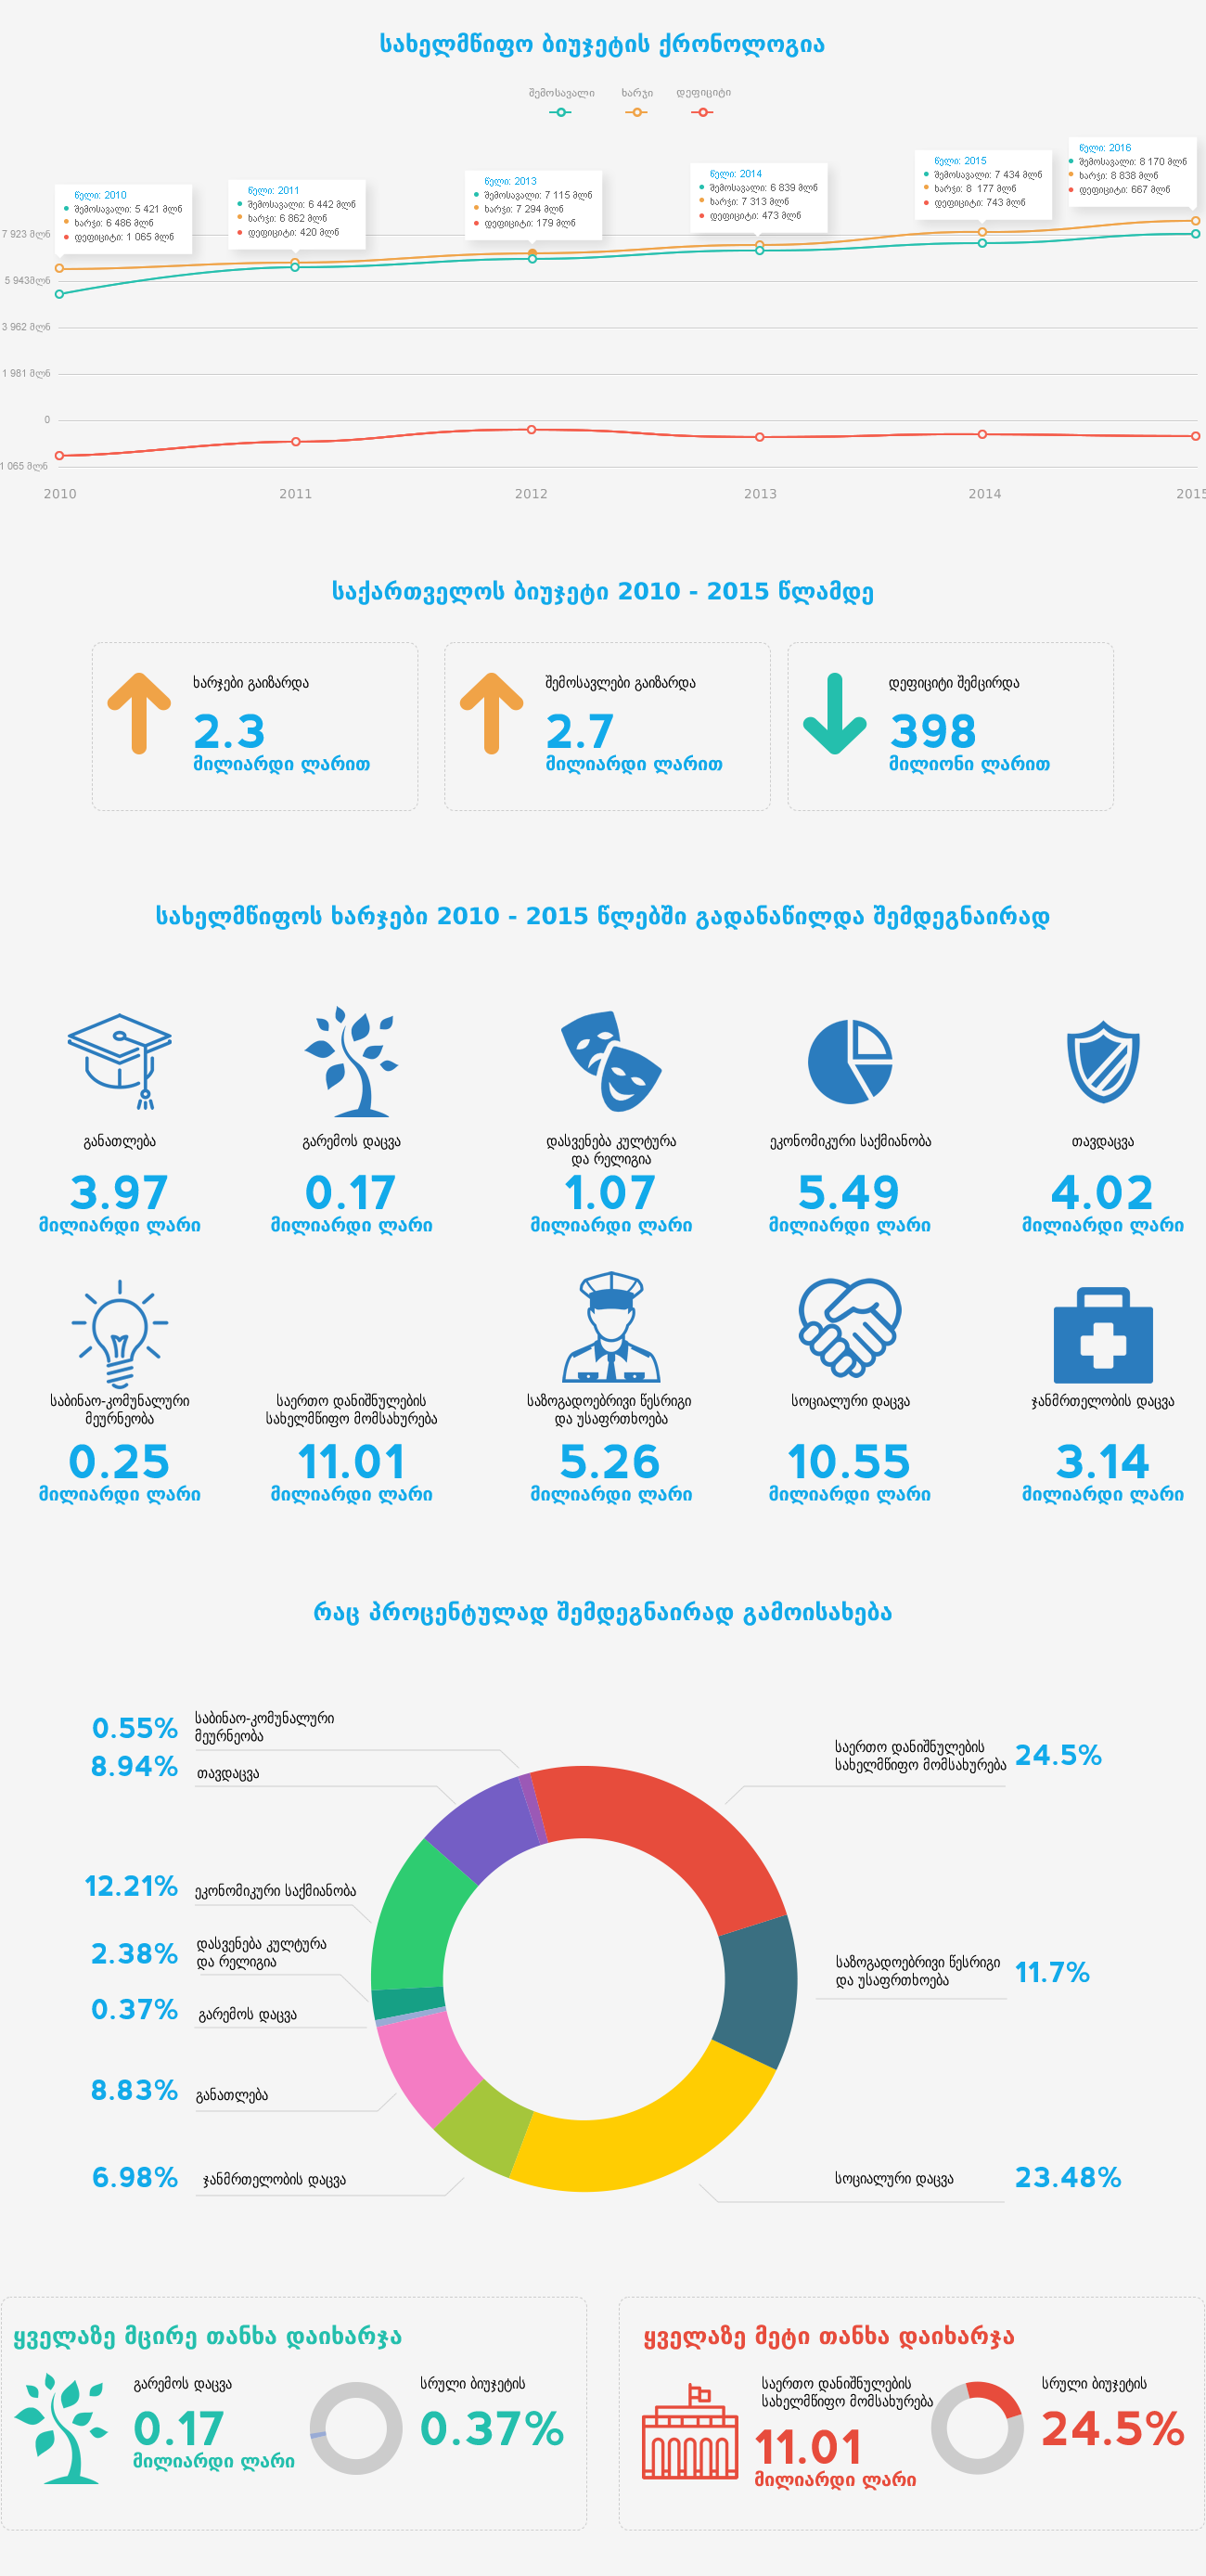 სახელმწიფო ბიუჯეტის ქრონოლოგია
შემოსავალი ხარჯი დეფიციტი
წელი: 2010
შემოსავალი: 5 421 მლნ
ხარჯი: 6 486 მლნ
დეფიციტი: 1 065 მლნ
წელი: 2011
შემოსავალი: 6 442 მლნ
ხარჯი: 6 862 მლნ
დეფიციტი: 420 მლნ
წელი: 2013
შემოსავალი: 7 115 მლნ
ხარჯი: 7 294 მლნ
დეფიციტი: 179 მლნ
წელი: 2014
შემოსავალი: 6 839 მლნ
ხარჯი: 7 313 მლნ
დეფიციტი: 473 მლნ
წელი: 2015
შემოსავალი: 7 434 მლნ
ხარჯი: 8 177 მლნ
დეფიციტი: 743 მლნ
წელი: 2016
შემოსავალი: 8 170 მლნ
ხარჯი: 8 838 მლნ
დეფიციტი: 667 მლნ
7 923 მლნ
5 943მლნ
3 962 მლნ
1 981 მლნ
0
1 065 მლნ
2010 2011 2012 2013 2014 2015
საქართველოს ბიუჯეტი 2010 - 2015 წლამდე
ხარჯები გაიზარდა
2.3
მილიარდი ლარით
შემოსავლები გაიზარდა
2.7
მილიარდი ლარით
დეფიციტი შემცირდა
398
მილიონი ლარით
სახელმწიფოს ხარჯები 2010 - 2015 წლებში გადანაწილდა შემდეგნაირად
განათლება
3.97
მილიარდი ლარი
გარემოს დაცვა
0.17
მილიარდი ლარი
დასვენება კულტურა
და რელიგია
1.07
მილიარდი ლარი
ეკონომიკური საქმიანობა
5.49
მილიარდი ლარი
თავდაცვა
4.02
მილიარდი ლარი
საბინაო-კომუნალური
მეურნეობა
0.25
მილიარდი ლარი
საერთო დანიშნულების
სახელმწიფო მომსახურება
11.01
მილიარდი ლარი
საზოგადოებრივი წესრიგი
და უსაფრთხოება
5.26
მილიარდი ლარი
სოციალური დაცვა
10.55
მილიარდი ლარი
ჯანმრთელობის დაცვა
3.14
მილიარდი ლარი
რაც პროცენტულად შემდეგნაირად გამოისახება
0.55% საბინაო-კომუნალური
მეურნეობა
8.94% თავდაცვა
12.21% ეკონომიკური საქმიანობა
2.38% დასვენება კულტურა
და რელიგია
0.37% გარემოს დაცვა
8.83% განათლება
6.98% ჯანმრთელობის დაცვა
საერთო დანიშნულების
სახელმწიფო მომსახურება 24.5%
საზოგადოებრივი წესრიგი
და უსაფრთხოება 11.7%
სოციალური დაცვა 23.48%
ყველაზე მცირე თანხა დაიხარჯა
გარემოს დაცვა
0.17
მილიარდი ლარი
სრული ბიუჯეტის
0.37%
ყველაზე მეტი თანხა დაიხარჯა
საერთო დანიშნულების
სახელმწიფო მომსახურება
11.01
მილიარდი ლარი
სრული ბიუჯეტის
24.5%